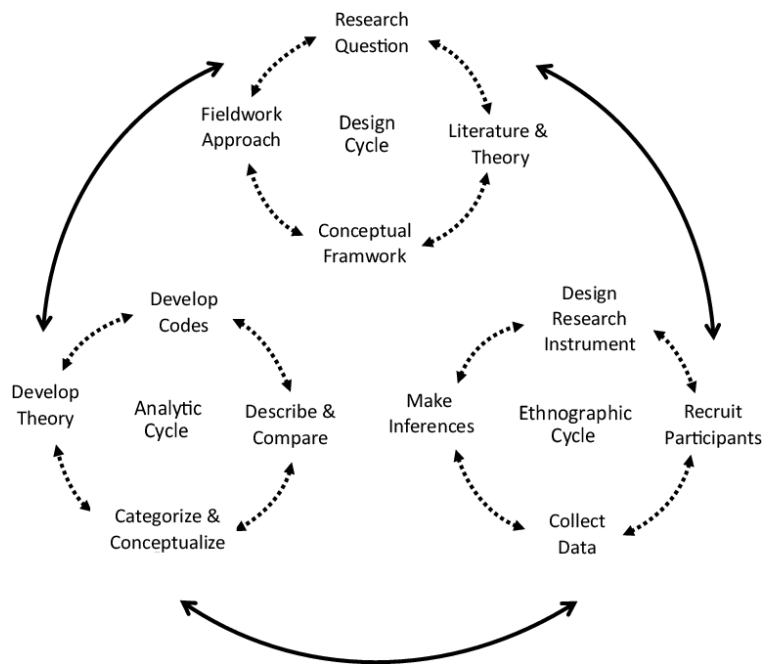 Research
Question
Fieldwork
Approach
Design
Cycle
Literature &
Theory
Conceptual
Framwork
Develop
Codes
Develop
Theory
Analytic
Cycle
Describe &
Compare
Categorize &
Conceptualize
Design
Research
Instrument
Make
Inferences
Ethnographic
Cycle
Recruit
Participants
Collect
Data